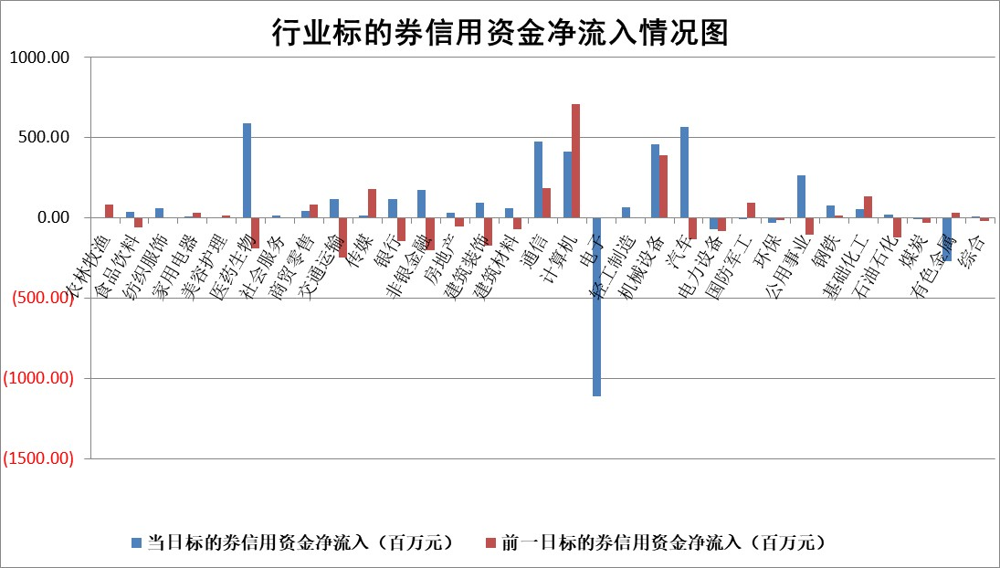 行业标的券信用资金净流入情况图
1000.00
500.00
0.00
(500.00)
(1000.00)
(1500.00)
农林牧渔
食品饮料
纺织服饰
家用电器
美容护理
医药生物
社会服务
商贸零售
交通运输
传媒
银行
非银金融
房地产
建筑装饰
建筑材料
通信
计算机
电子
轻工制造
机械设备
汽车
电力设备
国防军工
环保
公用事业
钢铁
基础化工
石油石化
煤炭
有色金属
综合
当日标的券信用资金净流入（百万元）
前一日标的券信用资金净流入（百万元）